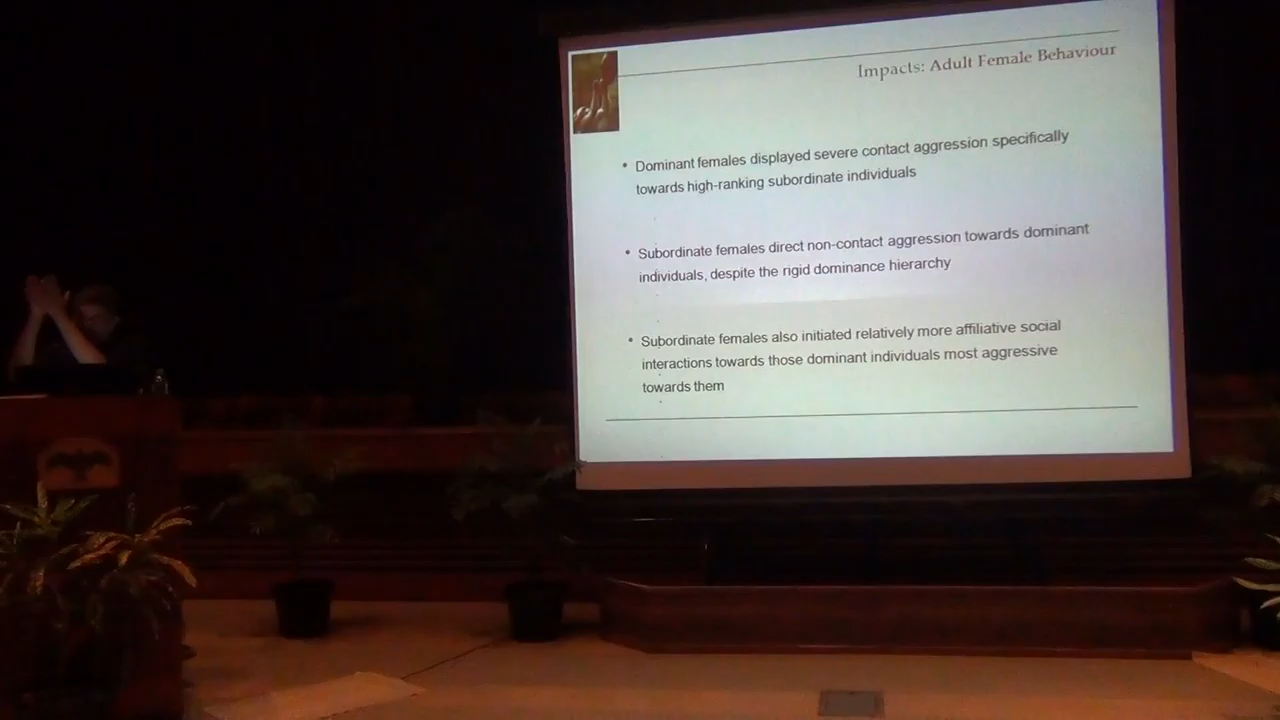 Impacts: Adult Female Behaviour
• Dominant females displayed severe contact aggression specifically
towards high-ranking subordinate individuals
• Subordinate females direct non-contact aggression towards dominant
individuals, despite the rigid dominance hierarchy
• Subordinate females also initiated relatively more affiliative social
interactions towards those dominant individuals most aggressive
towards them